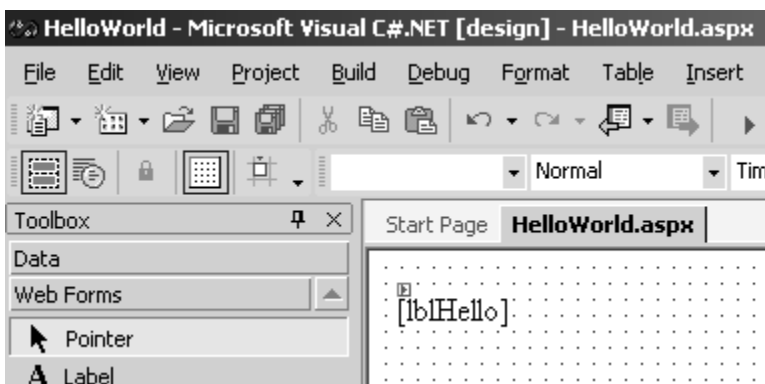 HelloWorld - Microsoft Visual C#.NET [design] - HelloWorld.aspx
File Edit View Project Build Debug Format Table Insert
Normal Tim
Toolbox
Start Page HelloWorld.aspx
Data
Web Forms
[lblHello]
Pointer
A Label